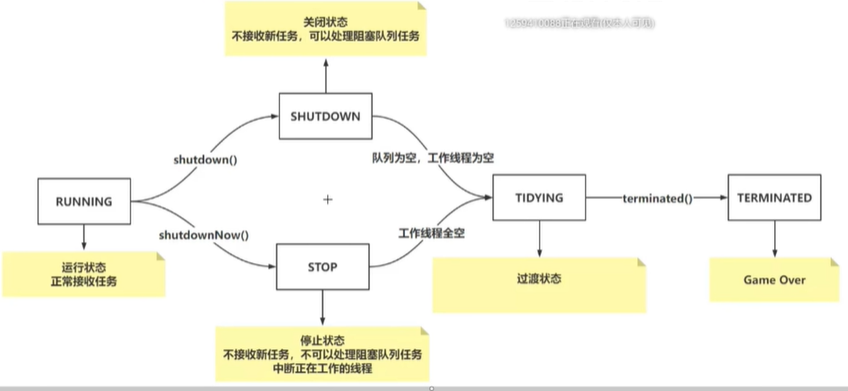 关闭状态
不接收新任务，可以处理阻塞队列任务
SHUTDOWN
shutdown()
队列为空，工作线程为空
RUNNING
TIDYING
terminated()
TERMINATED
shutdownNow()
工作线程全空
STOP
运行状态
正常接收任务
过渡状态
Game Over
停止状态
不接收新任务，不可以处理阻塞队列任务
中断正在工作的线程